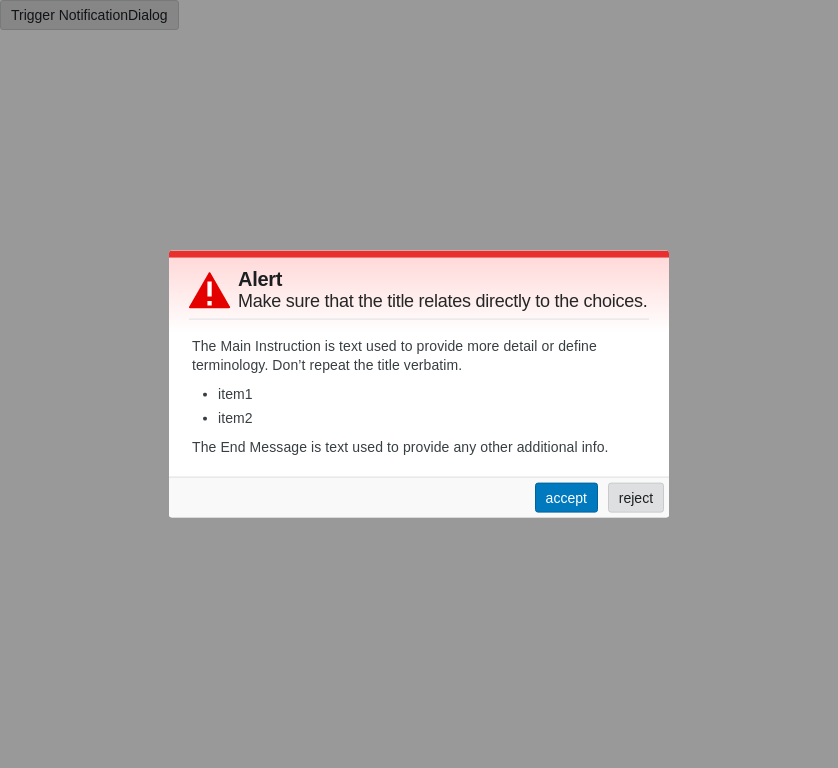 Trigger NotificationDialog
Alert
Make sure that the title relates directly to the choices.
The Main Instruction is text used to provide more detail or define
terminology. Don’t repeat the title verbatim.
• item1
• item2
The End Message is text used to provide any other additional info.
accept reject